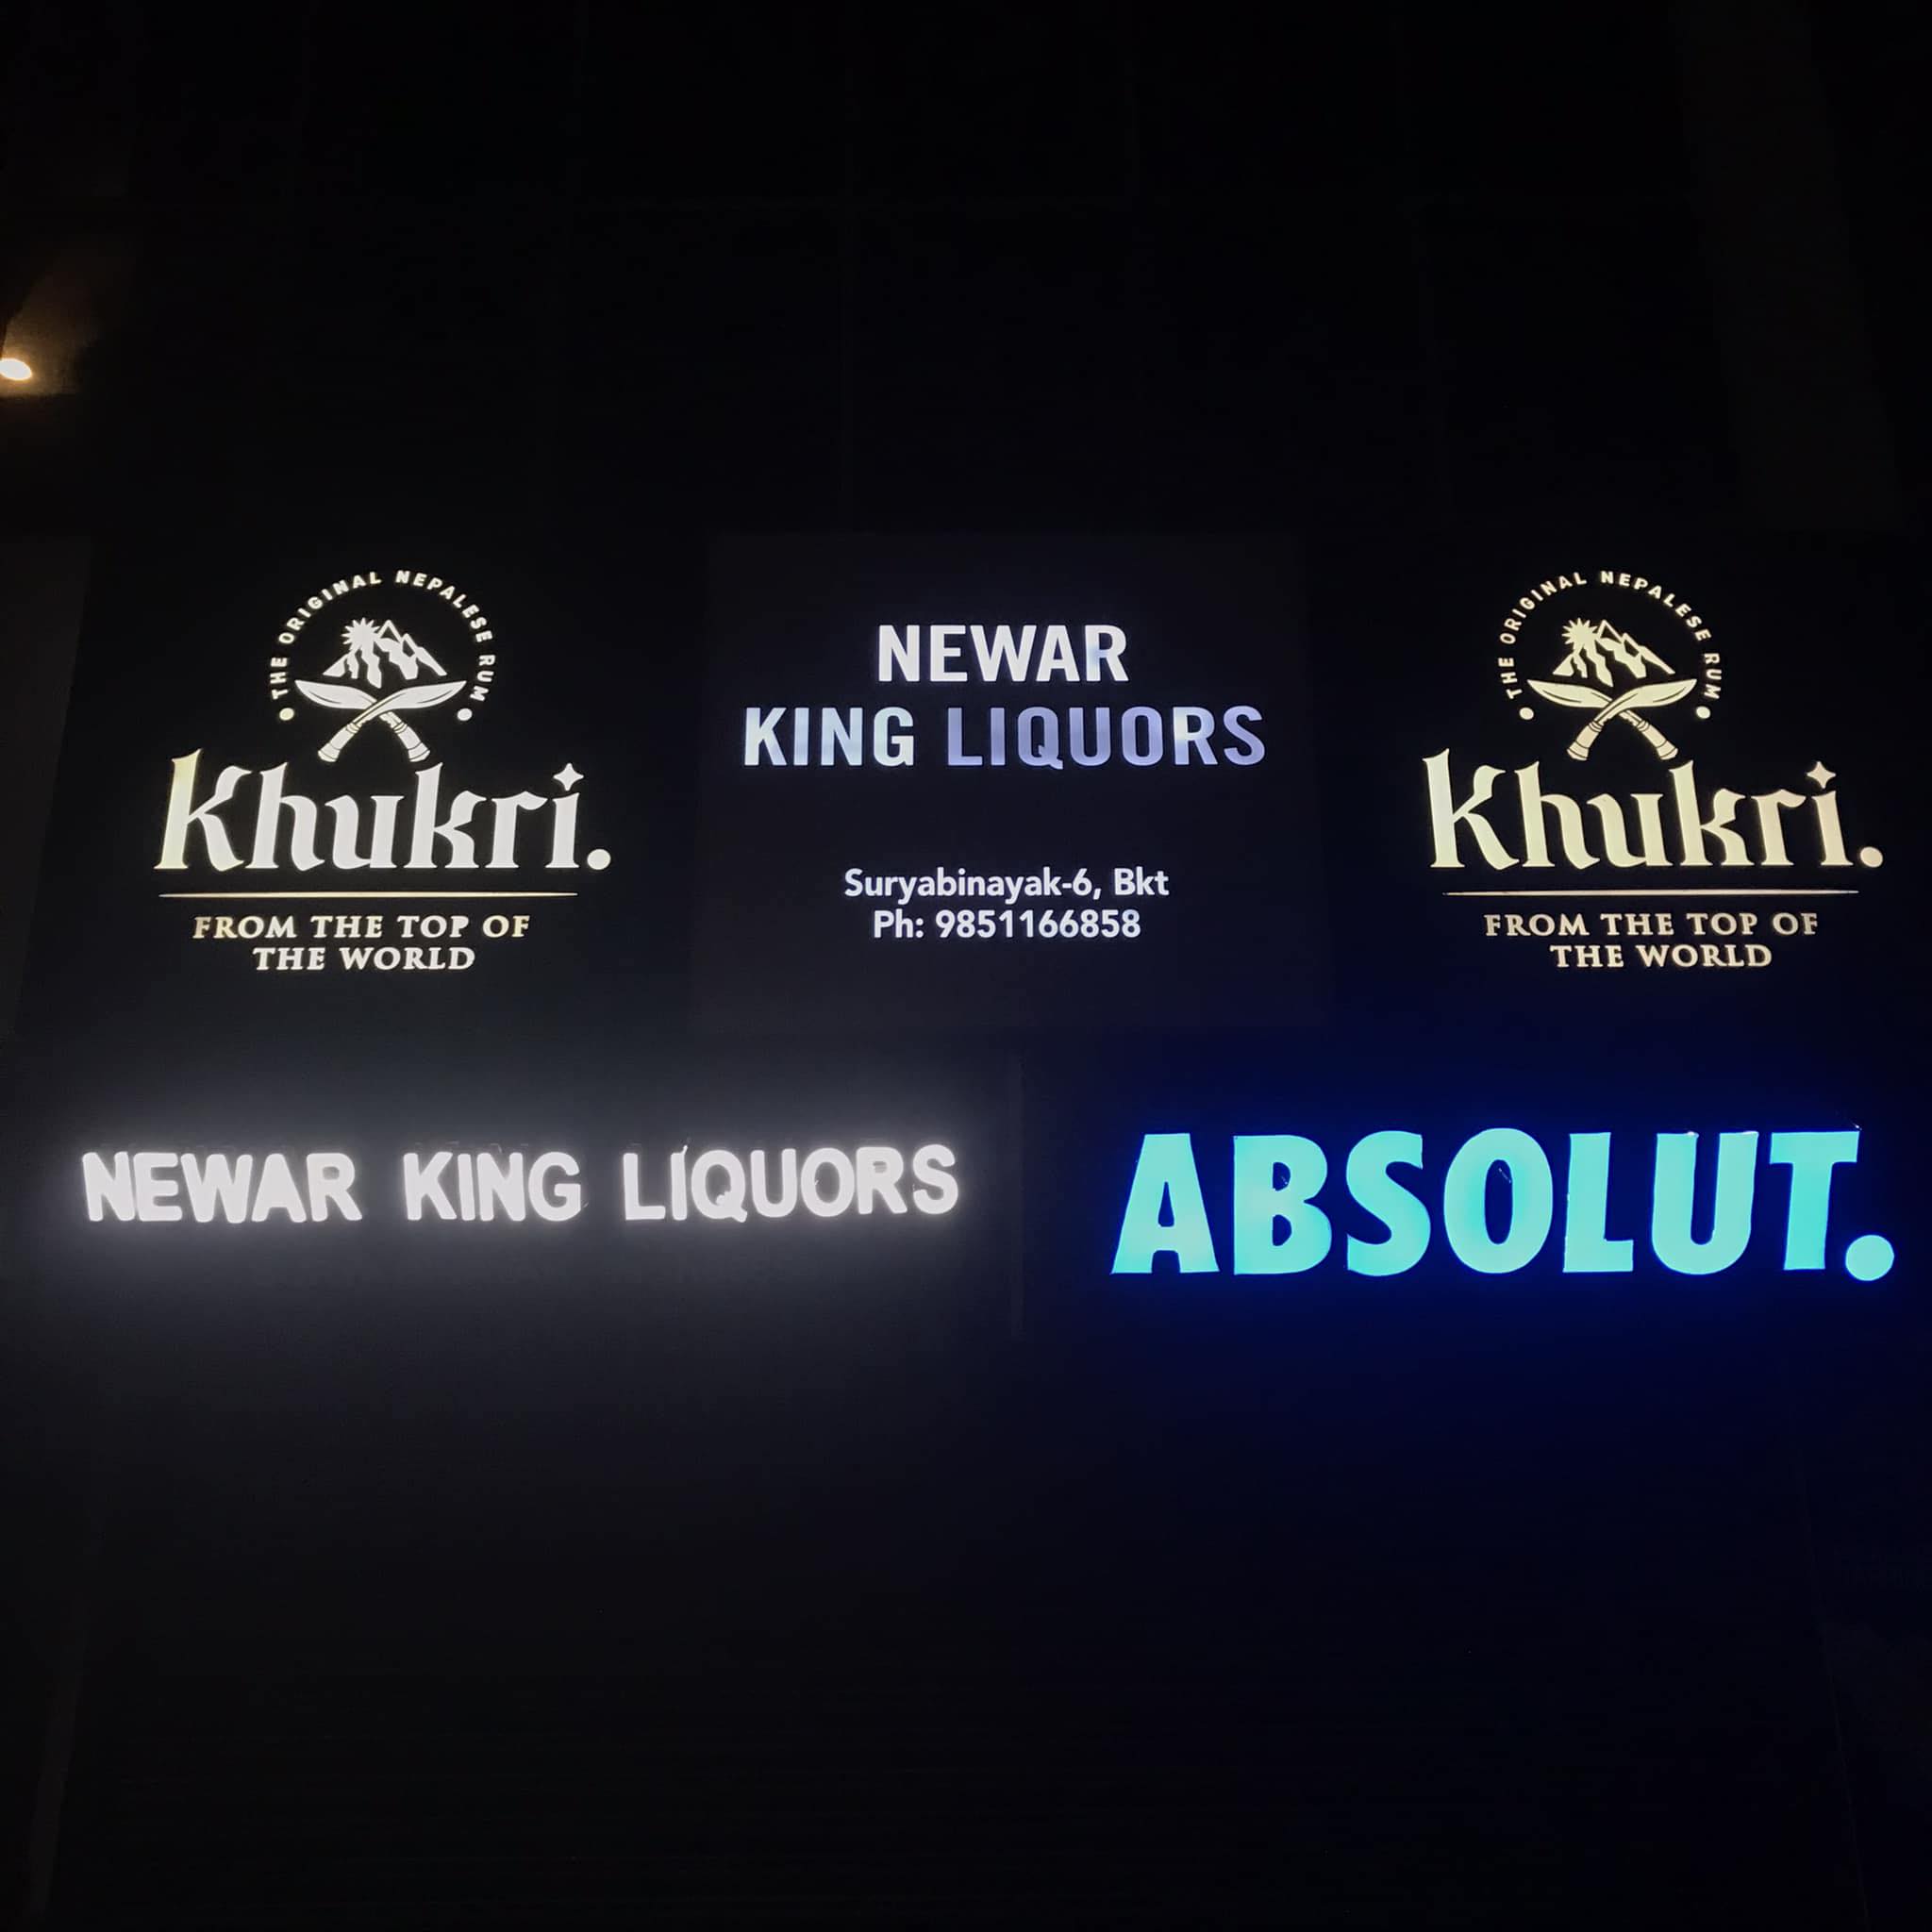 THE ORIGINAL NEPALESE RUM
Khukri.
FROM THE TOP OF
THE WORLD
NEWAR
KING LIQUORS
Suryabinayak-6, Bkt
Ph: 9851166858
THE ORIGINAL NEPALESE RUM
Khukri.
FROM THE TOP OF
THE WORLD
NEWAR KING LIQUORS
ABSOLUT.